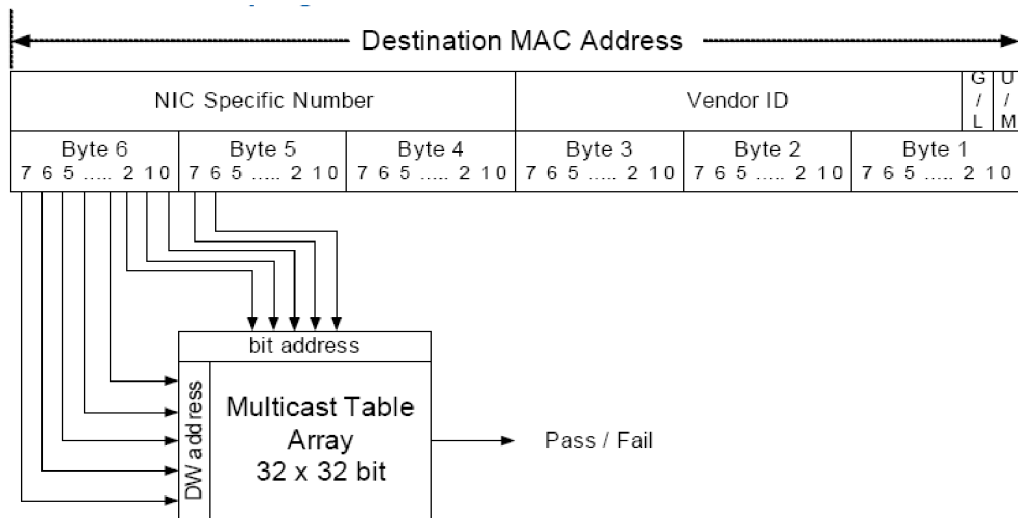 Destination MAC Address
NIC Specific Number Vendor ID G / L U / M
Byte 6 Byte 5 Byte 4 Byte 3 Byte 2 Byte 1
7 6 5 ..... 2 1 0 7 6 5 ..... 2 1 0 7 6 5 .... 2 1 0 7 6 5 .... 2 1 0 7 6 5 .... 2 1 0 7 6 5 ..... 2 1 0
bit address
DW address
Multicast Table
Array
32 x 32 bit
Pass / Fail